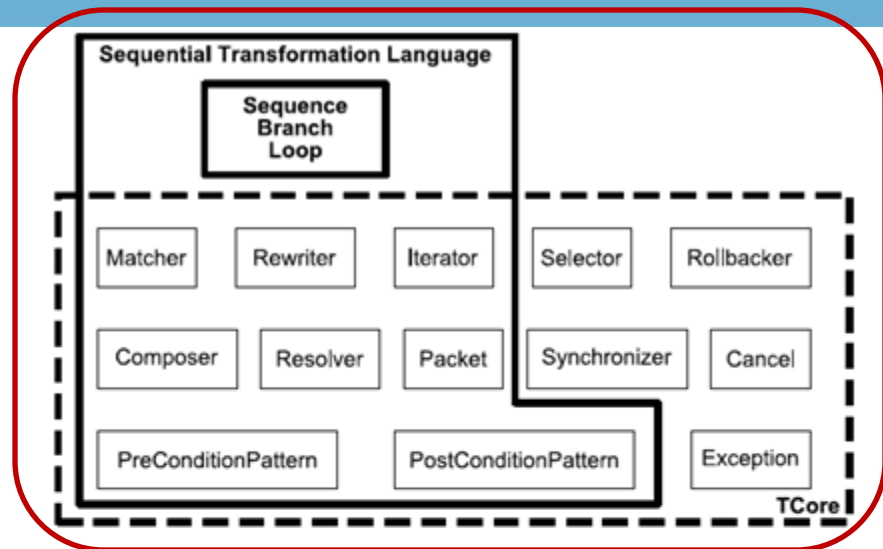 Sequential Transformation Language
Sequence
Branch
Loop
Matcher
Rewriter
Iterator
Selector
Rollbacker
Composer
Resolver
Packet
Synchronizer
Cancel
PreConditionPattern
PostConditionPattern
Exception
TCore